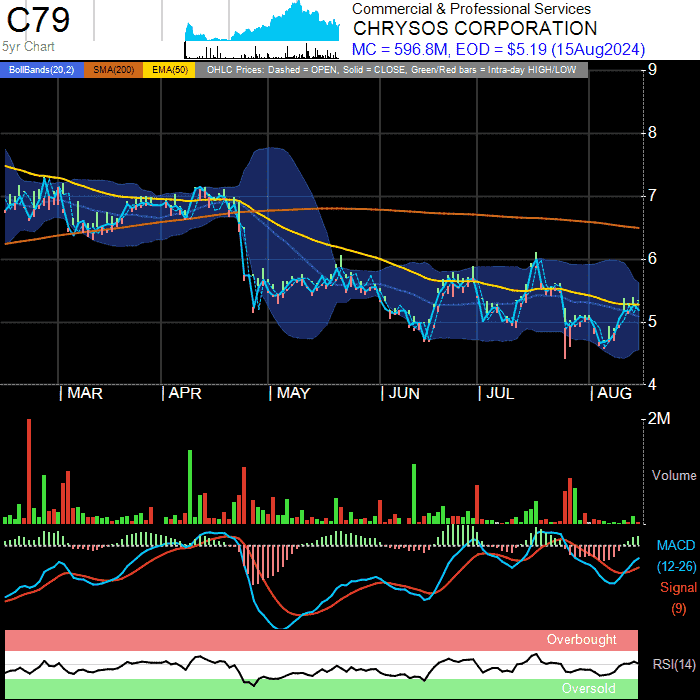 C79
5yr Chart
Commercial & Professional Services
CHRYSOS CORPORATION
MC = 596.8M, EOD = $5.19 (15Aug2024)
BollBands(20,2) SMA(200) EMA(50) OHLC Prices: Dashed = OPEN, Solid = CLOSE, Green/Red bars = Intra-day HIGH/LOW
9
8
7
6
5
4
MAR APR MAY JUN JUL AUG
2M
Volume
MACD
(12-26)
Signal
(9)
Overbought
RSI(14)
Oversold